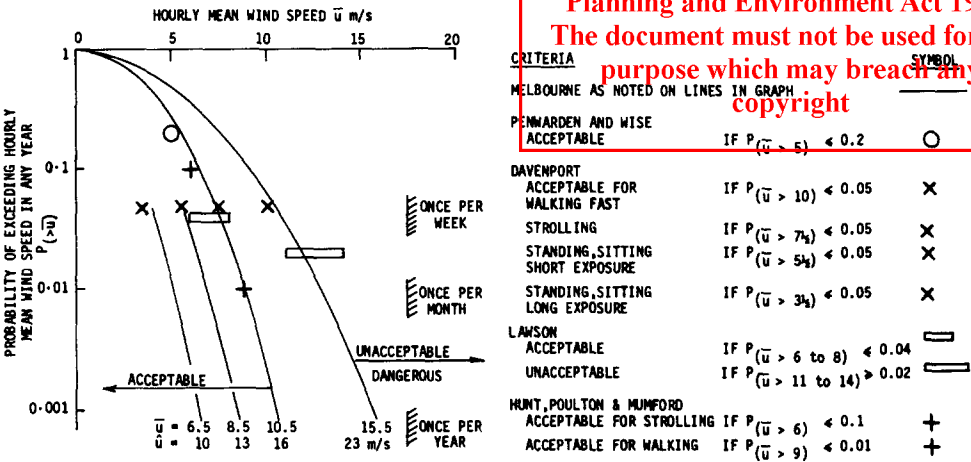 HOURLY MEAN WIND SPEED ū m/s
0 5 10 15 20
1
0·1
0·01
0·001
PROBABILITY OF EXCEEDING HOURLY
MEAN WIND SPEED IN ANY YEAR
P(>ū)
ONCE PER
WEEK
ONCE PER
MONTH
UNACCEPTABLE
DANGEROUS
ACCEPTABLE
ū = 6.5 8.5 10.5 15.5
û = 10 13 16 23 m/s
ONCE PER
YEAR
Planning and Environment Act 19
The document must not be used for
purpose which may breach any
copyright
CRITERIA SYMBOL
MELBOURNE AS NOTED ON LINES IN GRAPH
PENWARDEN AND WISE
ACCEPTABLE IF P(ū > 5) ⩽ 0.2
DAVENPORT
ACCEPTABLE FOR IF P(ū > 10) ⩽ 0.05
WALKING FAST
STROLLING IF P(ū > 7½) ⩽ 0.05
STANDING,SITTING IF P(ū > 5½) ⩽ 0.05
SHORT EXPOSURE
STANDING,SITTING IF P(ū > 3½) ⩽ 0.05
LONG EXPOSURE
LAWSON
ACCEPTABLE IF P(ū > 6 to 8) ⩽ 0.04
UNACCEPTABLE IF P(ū > 11 to 14) ⩾ 0.02
HUNT,POULTON & MUMFORD
ACCEPTABLE FOR STROLLING IF P(ū > 6) ⩽ 0.1
ACCEPTABLE FOR WALKING IF P(ū > 9) ⩽ 0.01